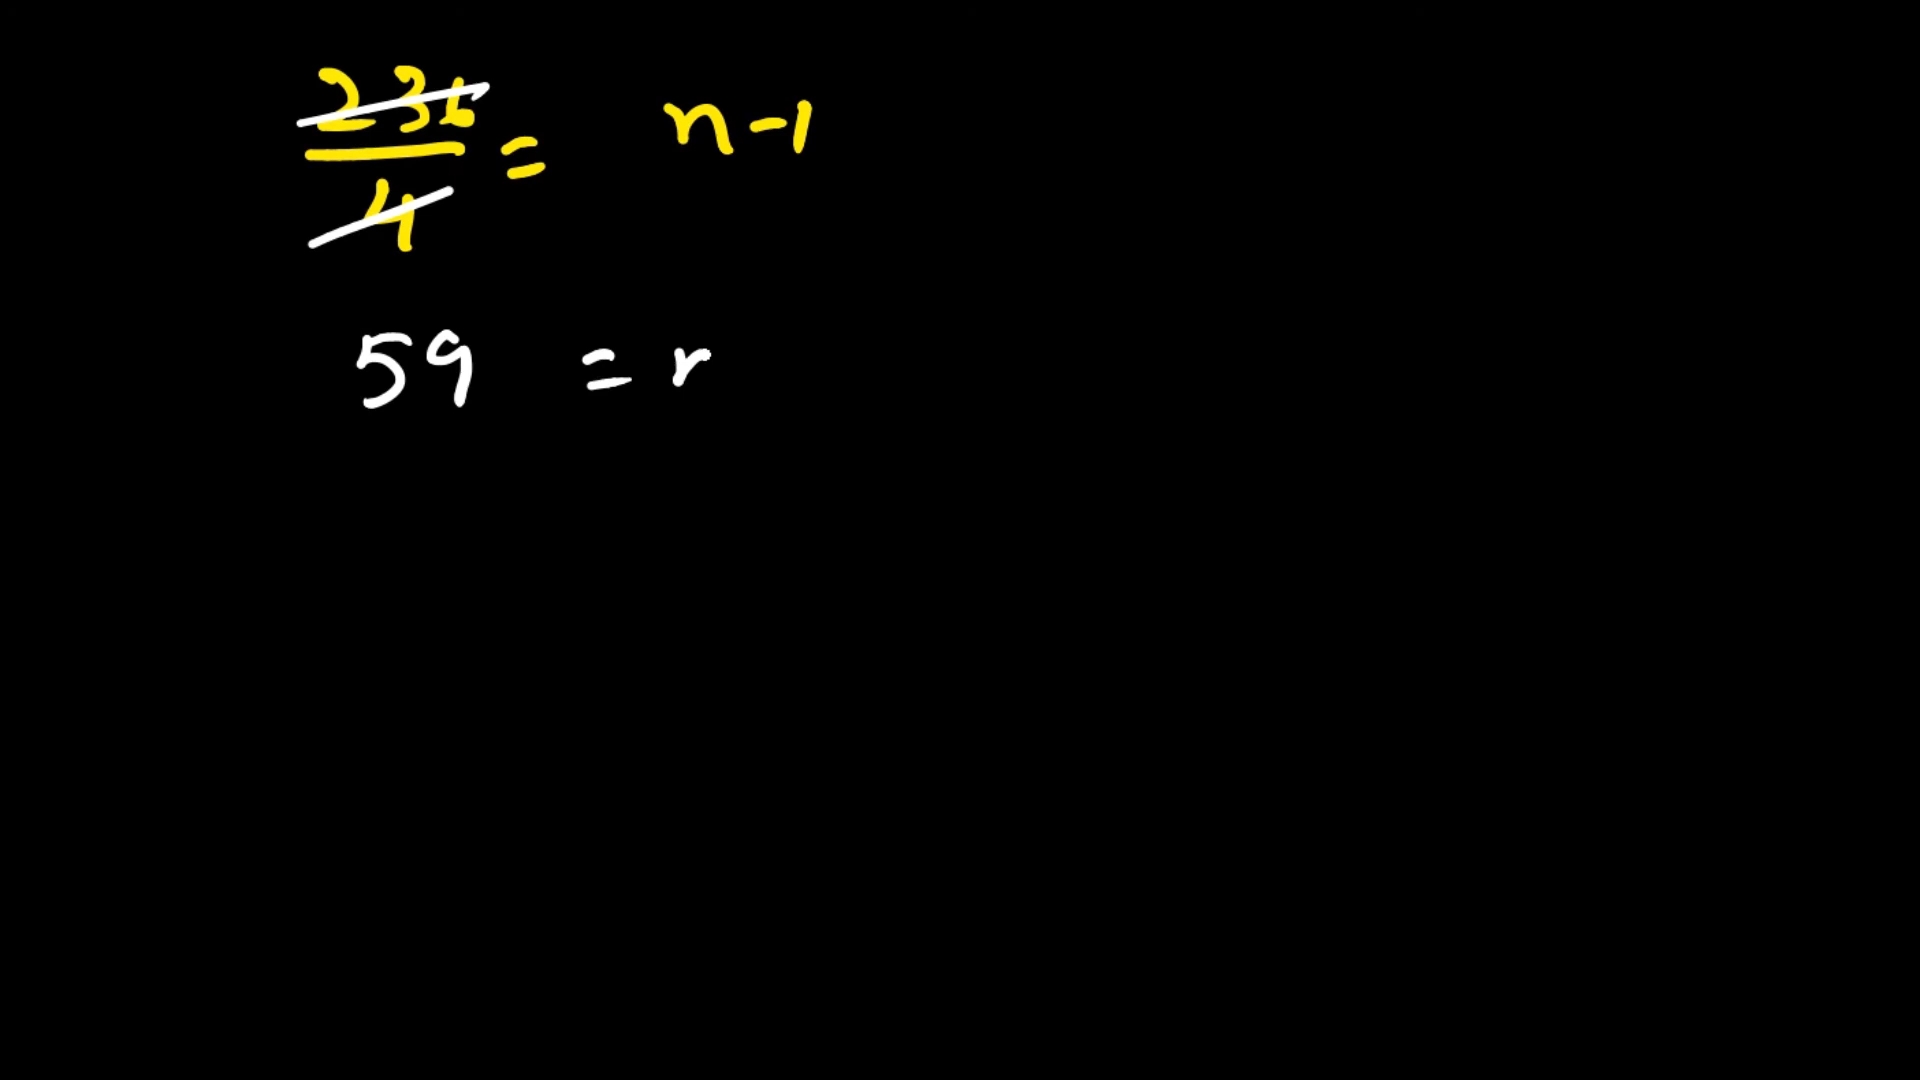 236/4 = n-1
59 = r